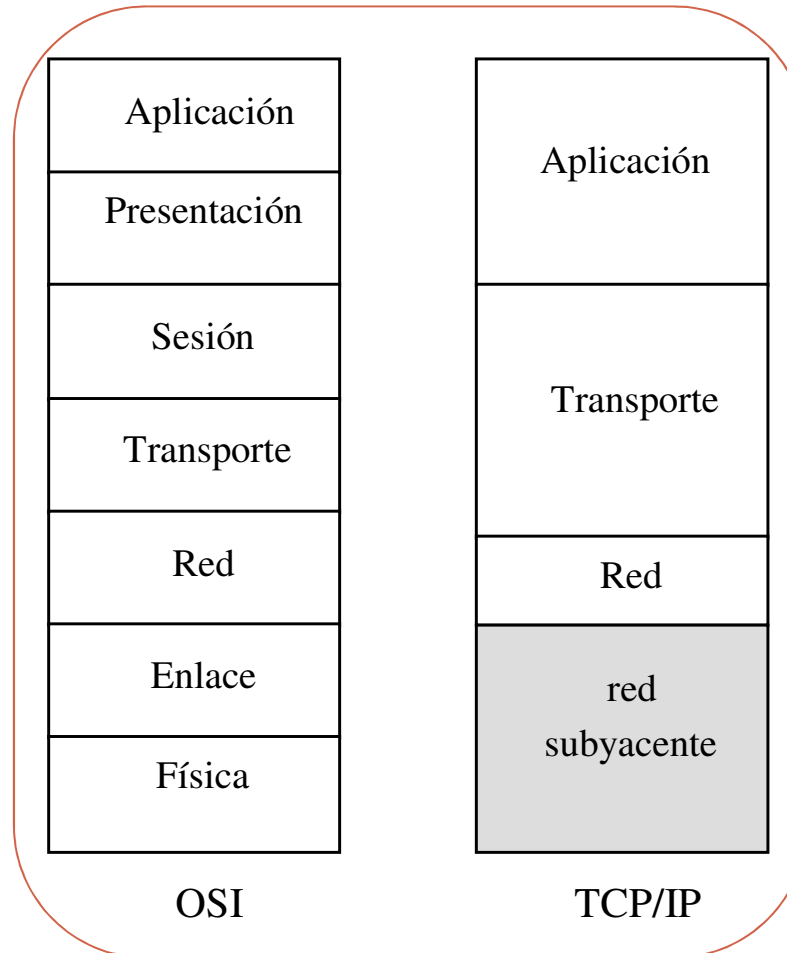 Aplicación
Presentación
Sesión
Transporte
Red
Enlace
Física
OSI
Aplicación
Transporte
Red
red
subyacente
TCP/IP